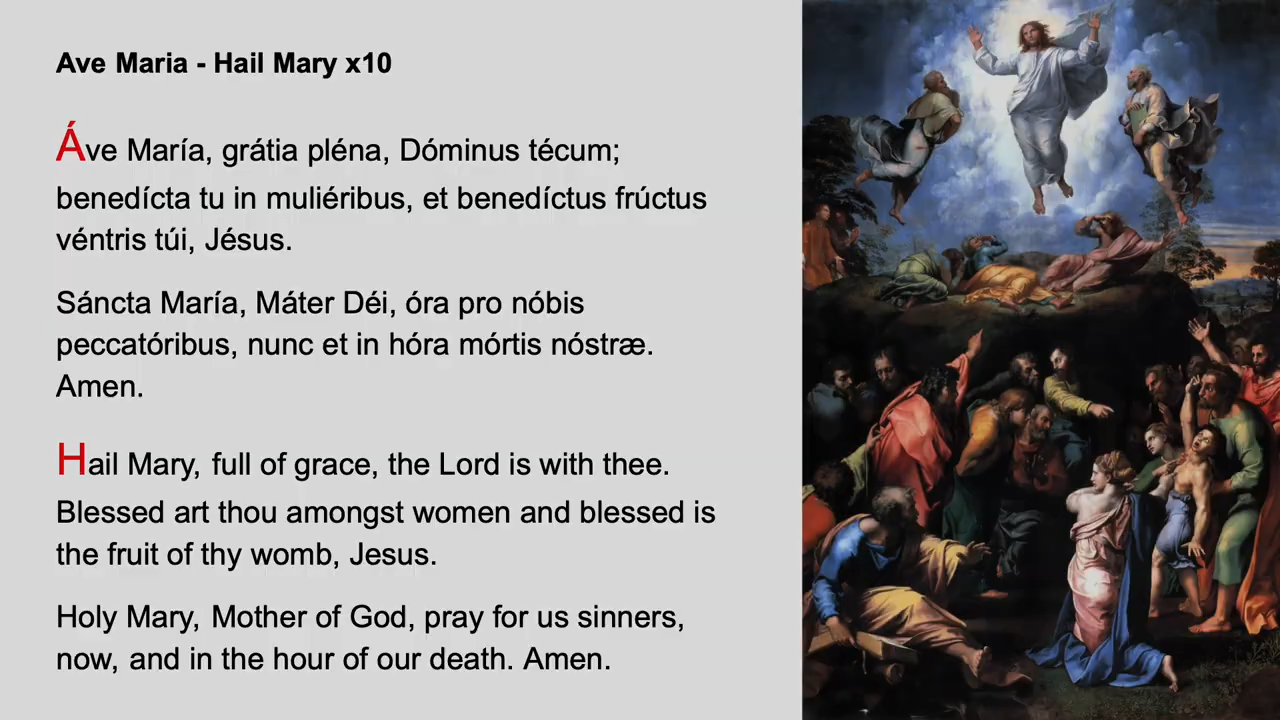 Ave Maria - Hail Mary x10
Áve María, grátia pléna, Dóminus técum;
benedícta tu in muliéribus, et benedíctus frúctus
véntris túi, Jésus.
Sáncta María, Máter Déi, óra pro nóbis
peccatóribus, nunc et in hóra mórtis nóstræ.
Amen.
Hail Mary, full of grace, the Lord is with thee.
Blessed art thou amongst women and blessed is
the fruit of thy womb, Jesus.
Holy Mary, Mother of God, pray for us sinners,
now, and in the hour of our death. Amen.